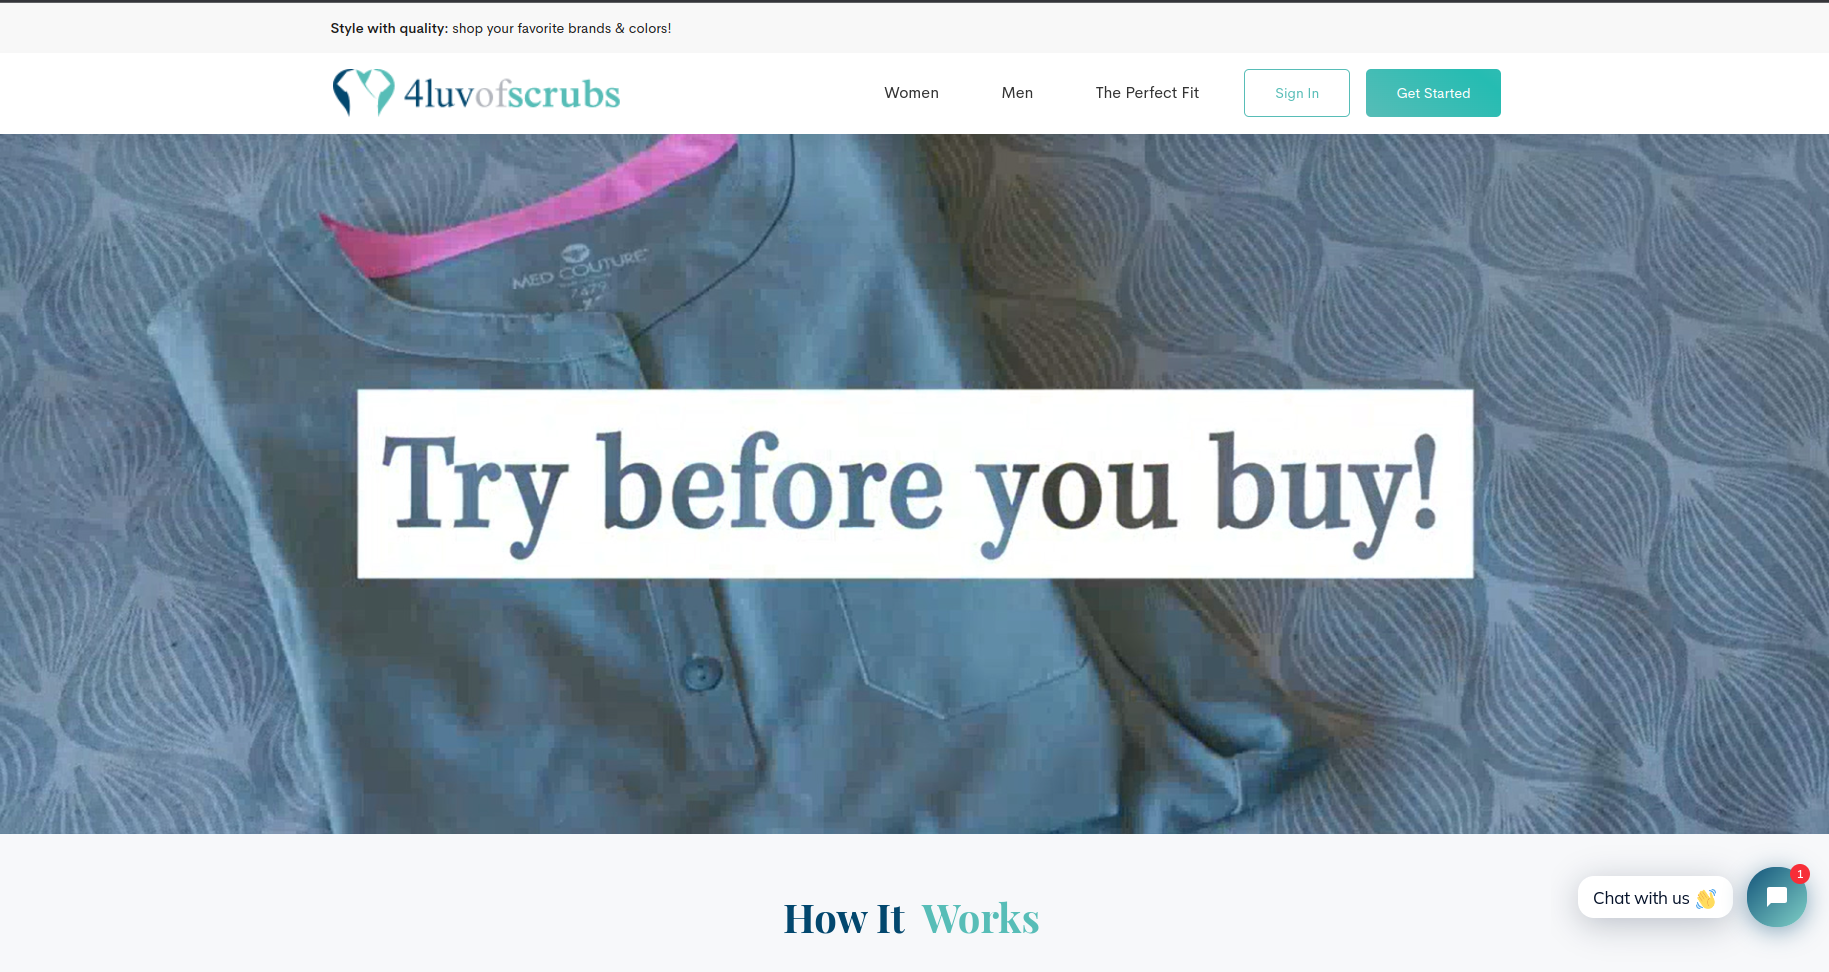 Style with quality: shop your favorite brands & colors!
4luvofscrubs
Women
Men
The Perfect Fit
Sign In
Get Started
MED COUTURE
7479
Try before you buy!
How It Works
Chat with us 👋
1